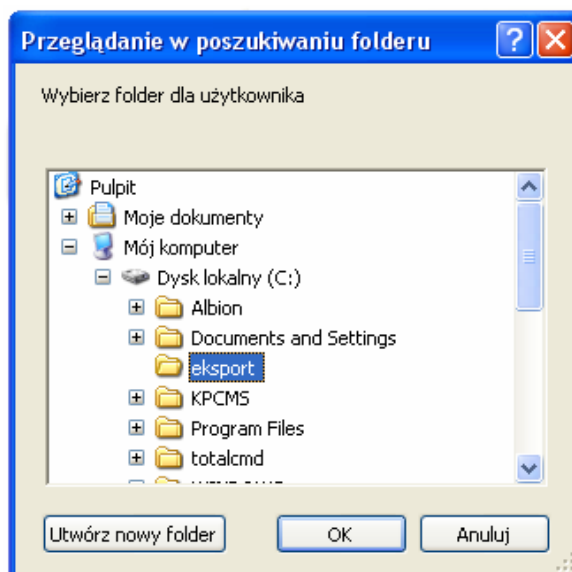 Przeglądanie w poszukiwaniu folderu
Wybierz folder dla użytkownika
Pulpit
Moje dokumenty
Mój komputer
Dysk lokalny (C:)
Albion
Documents and Settings
eksport
KPCMS
Program Files
totalcmd
Utwórz nowy folder
OK
Anuluj